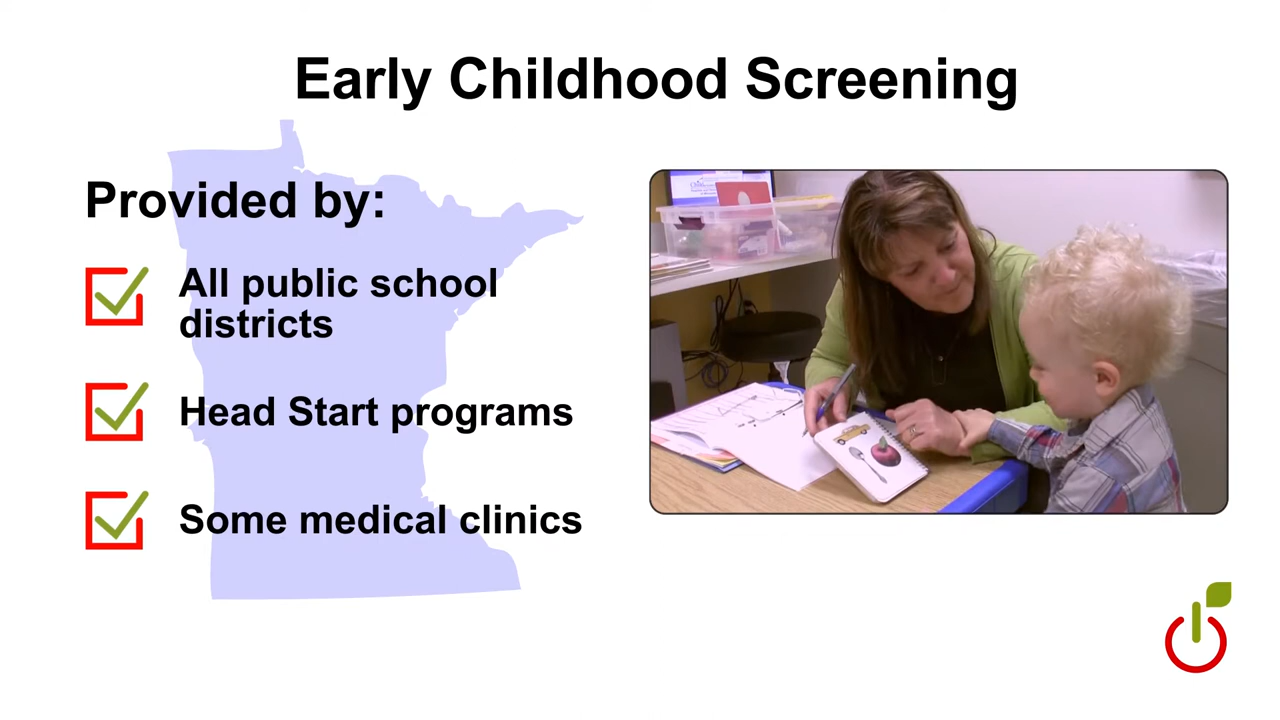 Early Childhood Screening
Provided by:
All public school
districts
Head Start programs
Some medical clinics